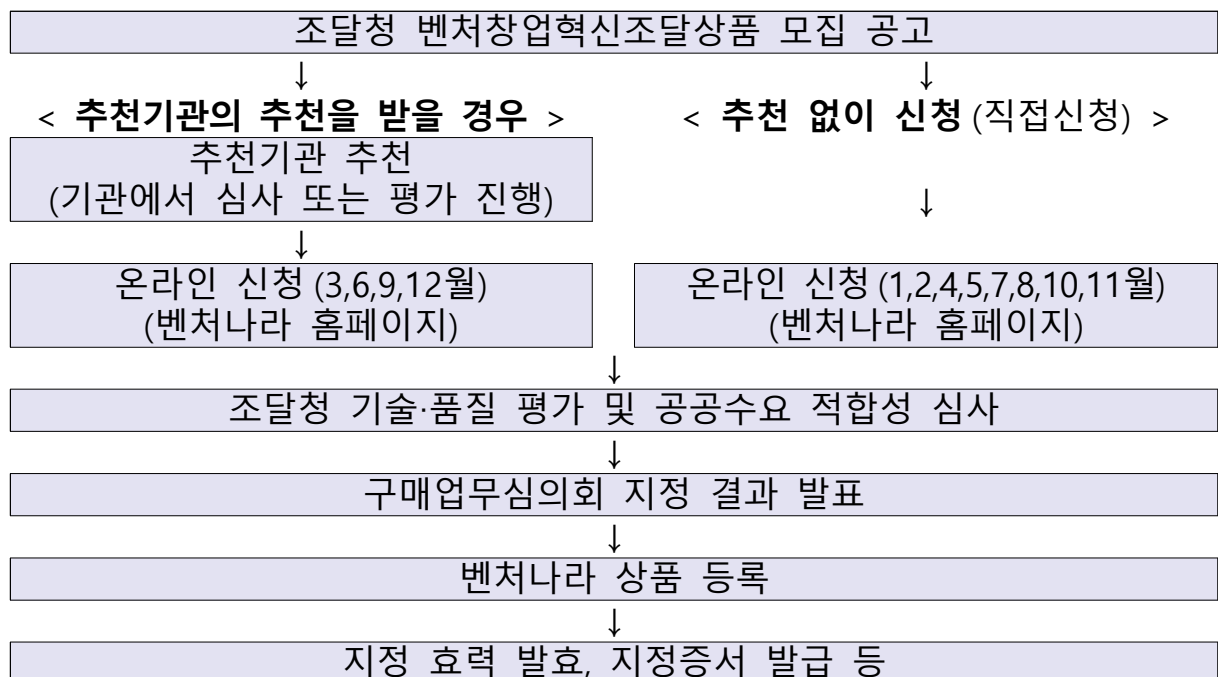 조달청 벤처창업혁신조달상품 모집 공고
↓ ↓
< 추천기관의 추천을 받을 경우 > < 추천 없이 신청 (직접신청) >
추천기관 추천
(기관에서 심사 또는 평가 진행)
↓
↓
온라인 신청 (3,6,9,12월)
(벤처나라 홈페이지)
온라인 신청 (1,2,4,5,7,8,10,11월)
(벤처나라 홈페이지)
↓
조달청 기술·품질 평가 및 공공수요 적합성 심사
↓
구매업무심의회 지정 결과 발표
↓
벤처나라 상품 등록
↓
지정 효력 발효, 지정증서 발급 등